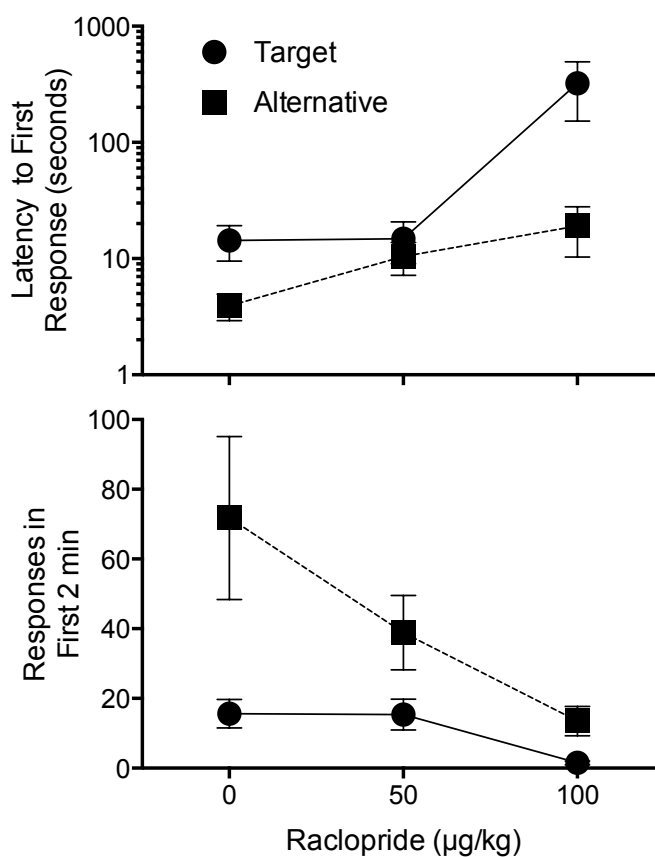 1000
100
10
1
Latency to First
Response (seconds)
Target
Alternative
100
80
60
40
20
0
Responses in
First 2 min
0 50 100
Raclopride (μg/kg)